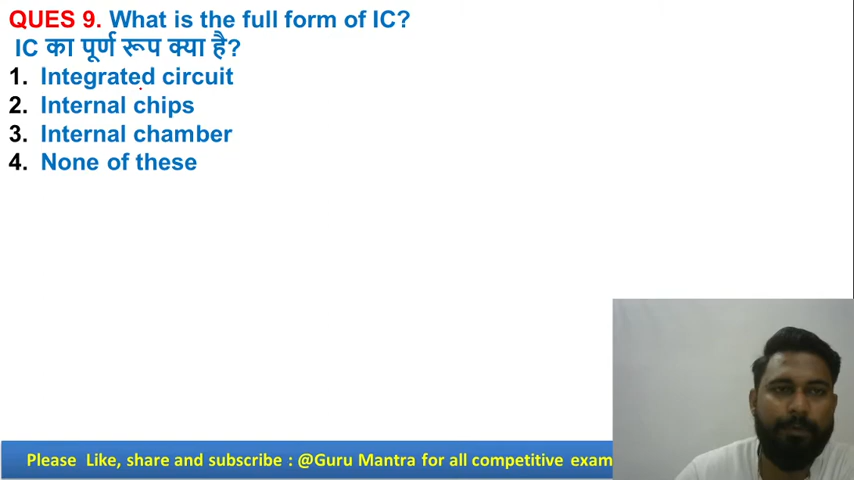 QUES 9. What is the full form of IC?
IC का पूर्ण रूप क्या है?
1. Integrated circuit
2. Internal chips
3. Internal chamber
4. None of these
Please Like, share and subscribe : @Guru Mantra for all competitive exam